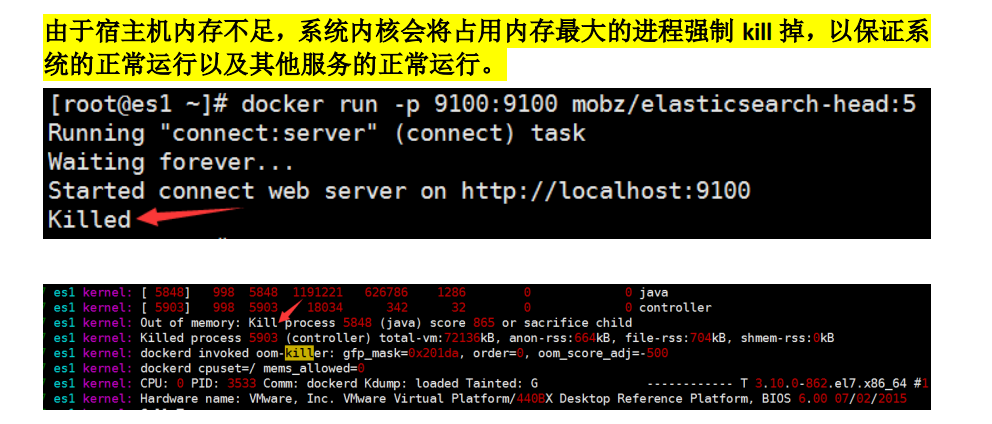 由于宿主机内存不足，系统内核会将占用内存最大的进程强制 kill 掉，以保证系
统的正常运行以及其他服务的正常运行。
[root@es1 ~]# docker run -p 9100:9100 mobz/elasticsearch-head:5
Running "connect:server" (connect) task
Waiting forever...
Started connect web server on http://localhost:9100
Killed
es1 kernel: [ 5848]   998  5848  1191221   626786    1286        0             0 java
es1 kernel: [ 5903]   998  5903    18034      342      32        0             0 controller
es1 kernel: Out of memory: Kill process 5848 (java) score 865 or sacrifice child
es1 kernel: Killed process 5903 (controller) total-vm:72136kB, anon-rss:664kB, file-rss:704kB, shmem-rss:0kB
es1 kernel: dockerd invoked oom-killer: gfp_mask=0x201da, order=0, oom_score_adj=-500
es1 kernel: dockerd cpuset=/ mems_allowed=0
es1 kernel: CPU: 0 PID: 3533 Comm: dockerd Kdump: loaded Tainted: G               ------------ T 3.10.0-862.el7.x86_64 #1
es1 kernel: Hardware name: VMware, Inc. VMware Virtual Platform/440BX Desktop Reference Platform, BIOS 6.00 07/02/2015